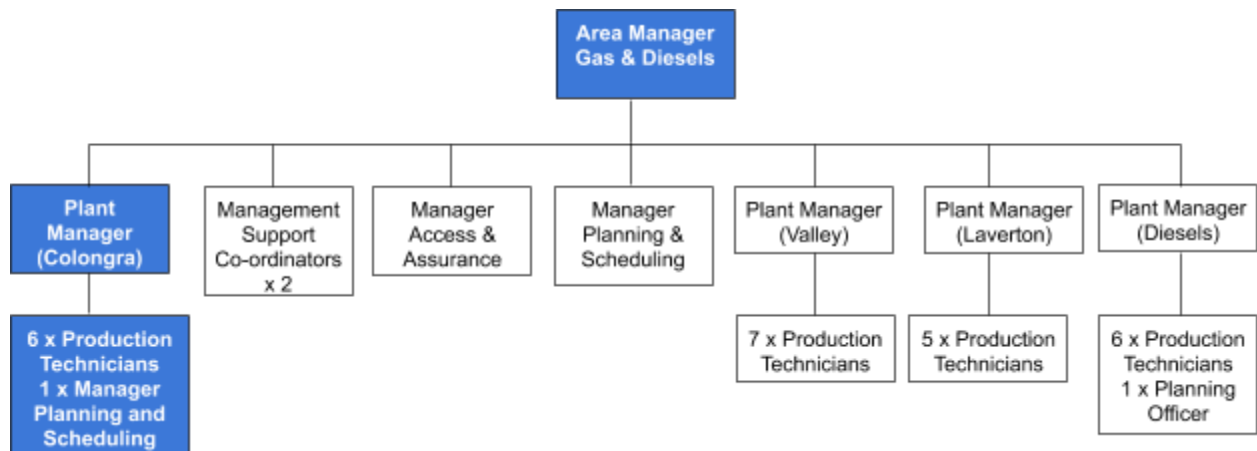 Area Manager
Gas & Diesels
Plant
Manager
(Colongra)
Management
Support
Co-ordinators
x 2
Manager
Access &
Assurance
Manager
Planning &
Scheduling
Plant Manager
(Valley)
Plant Manager
(Laverton)
Plant Manager
(Diesels)
6 x Production
Technicians
1 x Manager
Planning and
Scheduling
7 x Production
Technicians
5 x Production
Technicians
6 x Production
Technicians
1 x Planning
Officer